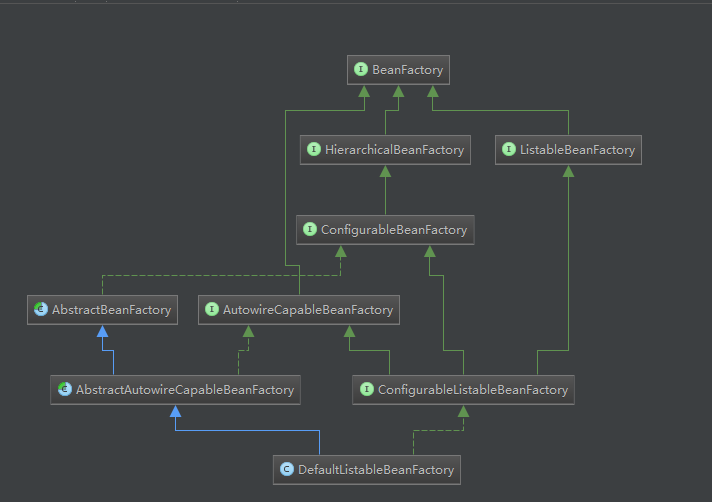 I BeanFactory
I HierarchicalBeanFactory
I ListableBeanFactory
I ConfigurableBeanFactory
C AbstractBeanFactory
I AutowireCapableBeanFactory
C AbstractAutowireCapableBeanFactory
I ConfigurableListableBeanFactory
C DefaultListableBeanFactory